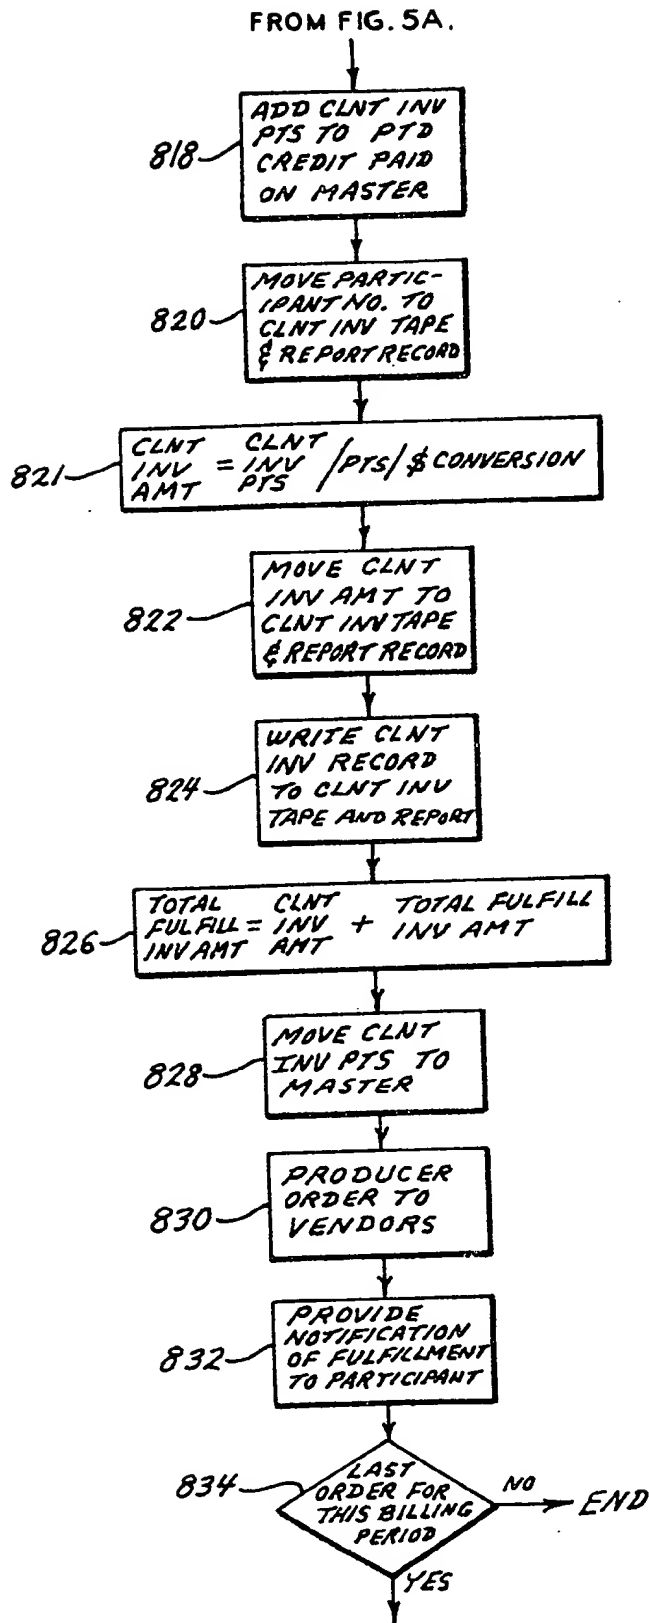 FROM FIG. 5A.
818
ADD CLNT INV
PTS TO PTD
CREDIT PAID
ON MASTER
820
MOVE PARTIC-
IPANT NO. TO
CLNT INV TAPE
& REPORT RECORD
821
CLNT INV AMT = CLNT INV PTS / PTS / $ CONVERSION
822
MOVE CLNT
INV AMT TO
CLNT INV TAPE
& REPORT RECORD
824
WRITE CLNT
INV RECORD
TO CLNT INV
TAPE AND REPORT
826
TOTAL FULFILL INV AMT = CLNT INV AMT + TOTAL FULFILL INV AMT
828
MOVE CLNT
INV PTS TO
MASTER
830
PRODUCER
ORDER TO
VENDORS
832
PROVIDE
NOTIFICATION
OF FULFILLMENT
TO PARTICIPANT
834
LAST
ORDER FOR
THIS BILLING
PERIOD
NO
END
YES